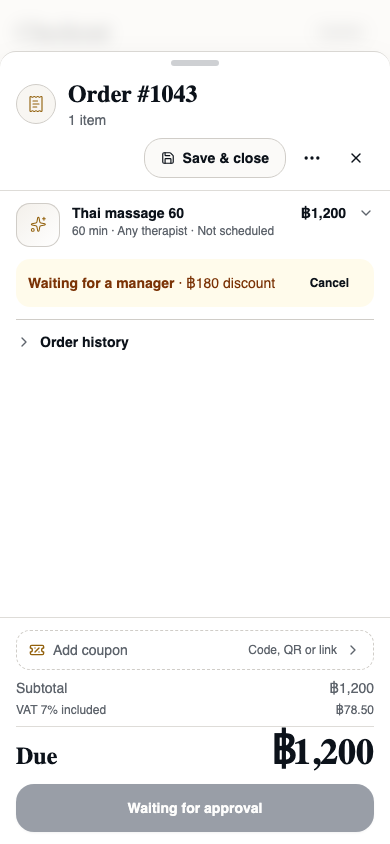 Order #1043
1 item
Save & close
Thai massage 60
฿1,200
60 min · Any therapist · Not scheduled
Waiting for a manager · ฿180 discount
Cancel
Order history
Add coupon
Code, QR or link
Subtotal
฿1,200
VAT 7% included
฿78.50
Due
฿1,200
Waiting for approval